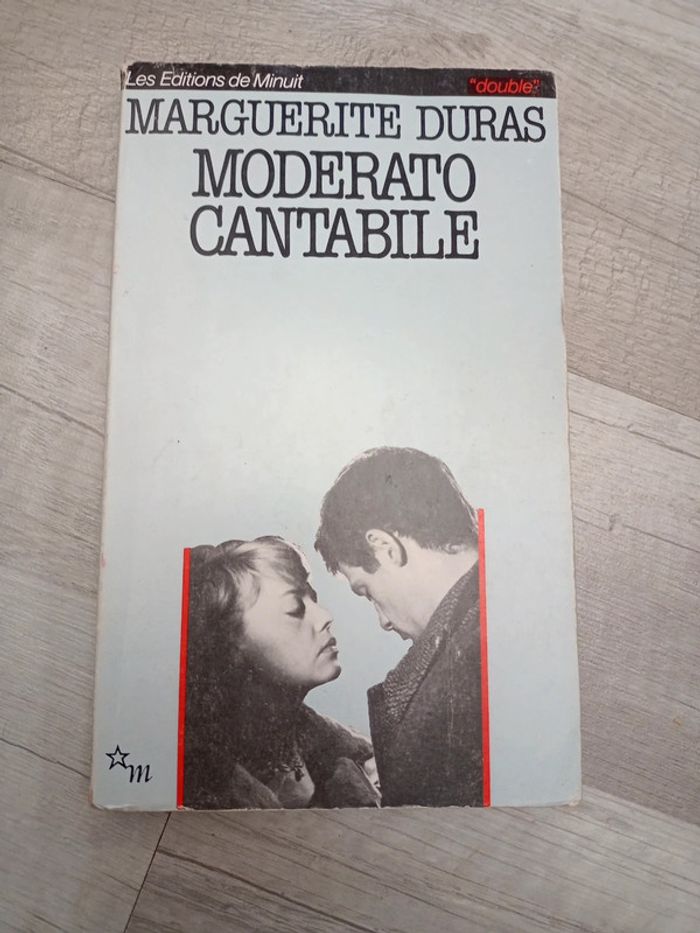 Les Editions de Minuit "double"
MARGUERITE DURAS
MODERATO
CANTABILE
m